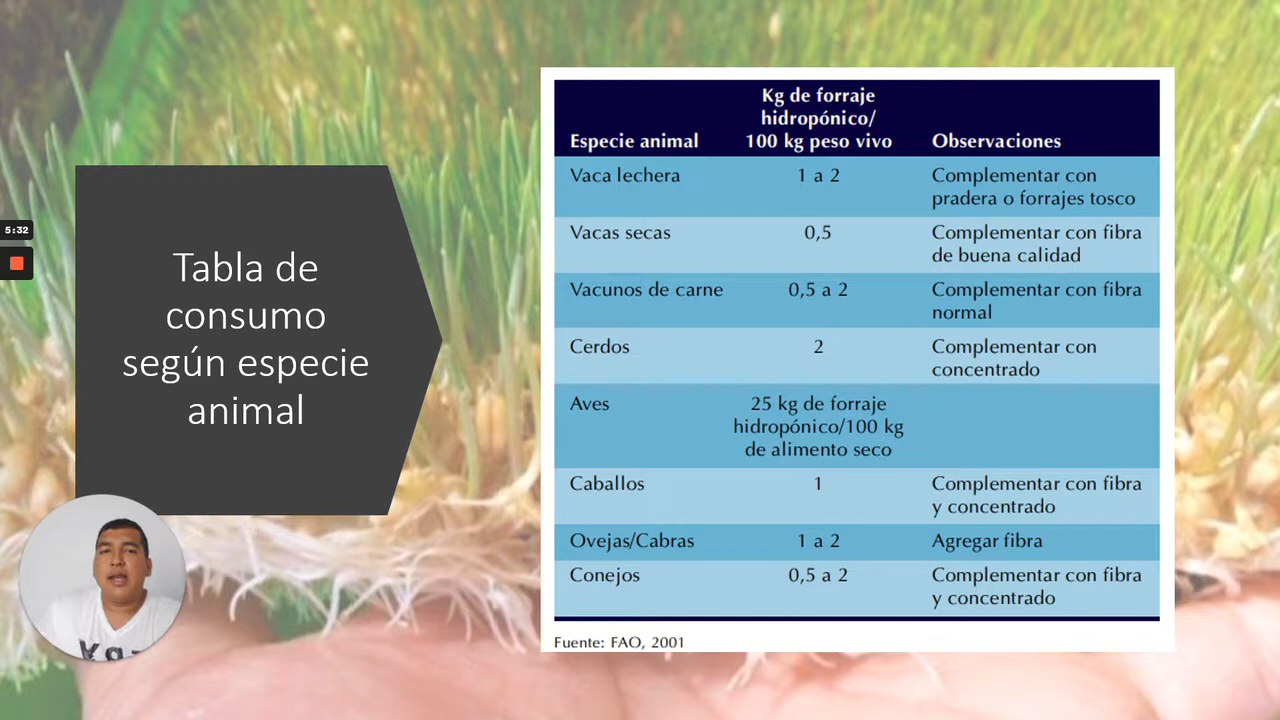 5:32
Tabla de
consumo
según especie
animal
Especie animal
Kg de forraje
hidropónico/
100 kg peso vivo
Observaciones
Vaca lechera
1 a 2
Complementar con
pradera o forrajes tosco
Vacas secas
0,5
Complementar con fibra
de buena calidad
Vacunos de carne
0,5 a 2
Complementar con fibra
normal
Cerdos
2
Complementar con
concentrado
Aves
25 kg de forraje
hidropónico/100 kg
de alimento seco
Caballos
1
Complementar con fibra
y concentrado
Ovejas/Cabras
1 a 2
Agregar fibra
Conejos
0,5 a 2
Complementar con fibra
y concentrado
Fuente: FAO, 2001